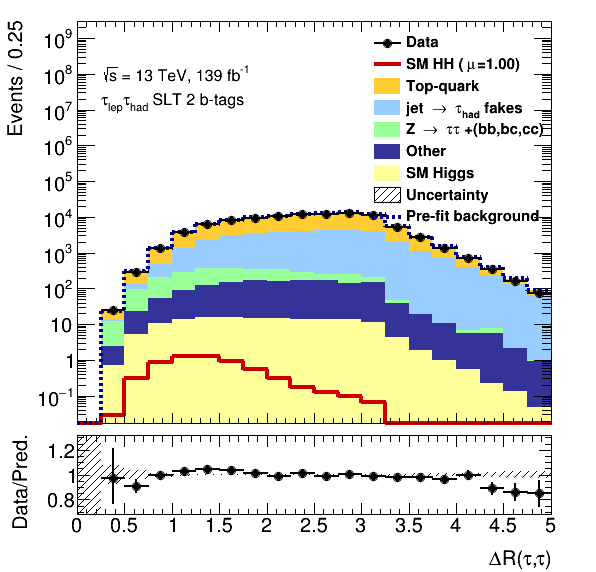 Events / 0.25
10⁹
10⁸
10⁷
10⁶
10⁵
10⁴
10³
10²
10
1
10⁻¹
√s = 13 TeV, 139 fb⁻¹
τlepτhad SLT 2 b-tags
Data
SM HH ( μ=1.00)
Top-quark
jet → τhad fakes
Z → ττ +(bb,bc,cc)
Other
SM Higgs
Uncertainty
Pre-fit background
Data/Pred.
1.2
1
0.8
0 0.5 1 1.5 2 2.5 3 3.5 4 4.5 5
ΔR(τ,τ)